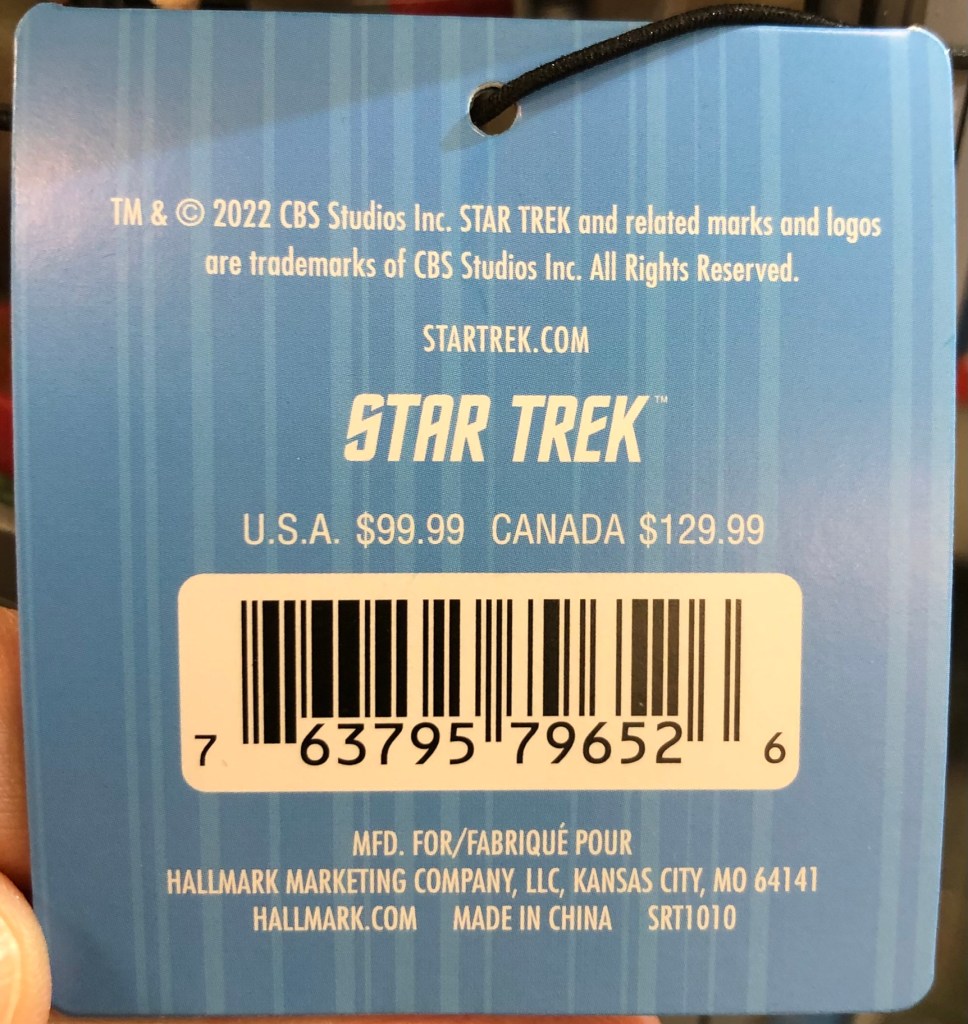 TM & © 2022 CBS Studios Inc. STAR TREK and related marks and logos
are trademarks of CBS Studios Inc. All Rights Reserved.
STARTREK.COM
STAR TREK™
U.S.A. $99.99 CANADA $129.99
7 63795 79652 6
MFD. FOR/FABRIQUÉ POUR
HALLMARK MARKETING COMPANY, LLC, KANSAS CITY, MO 64141
HALLMARK.COM MADE IN CHINA SRT1010